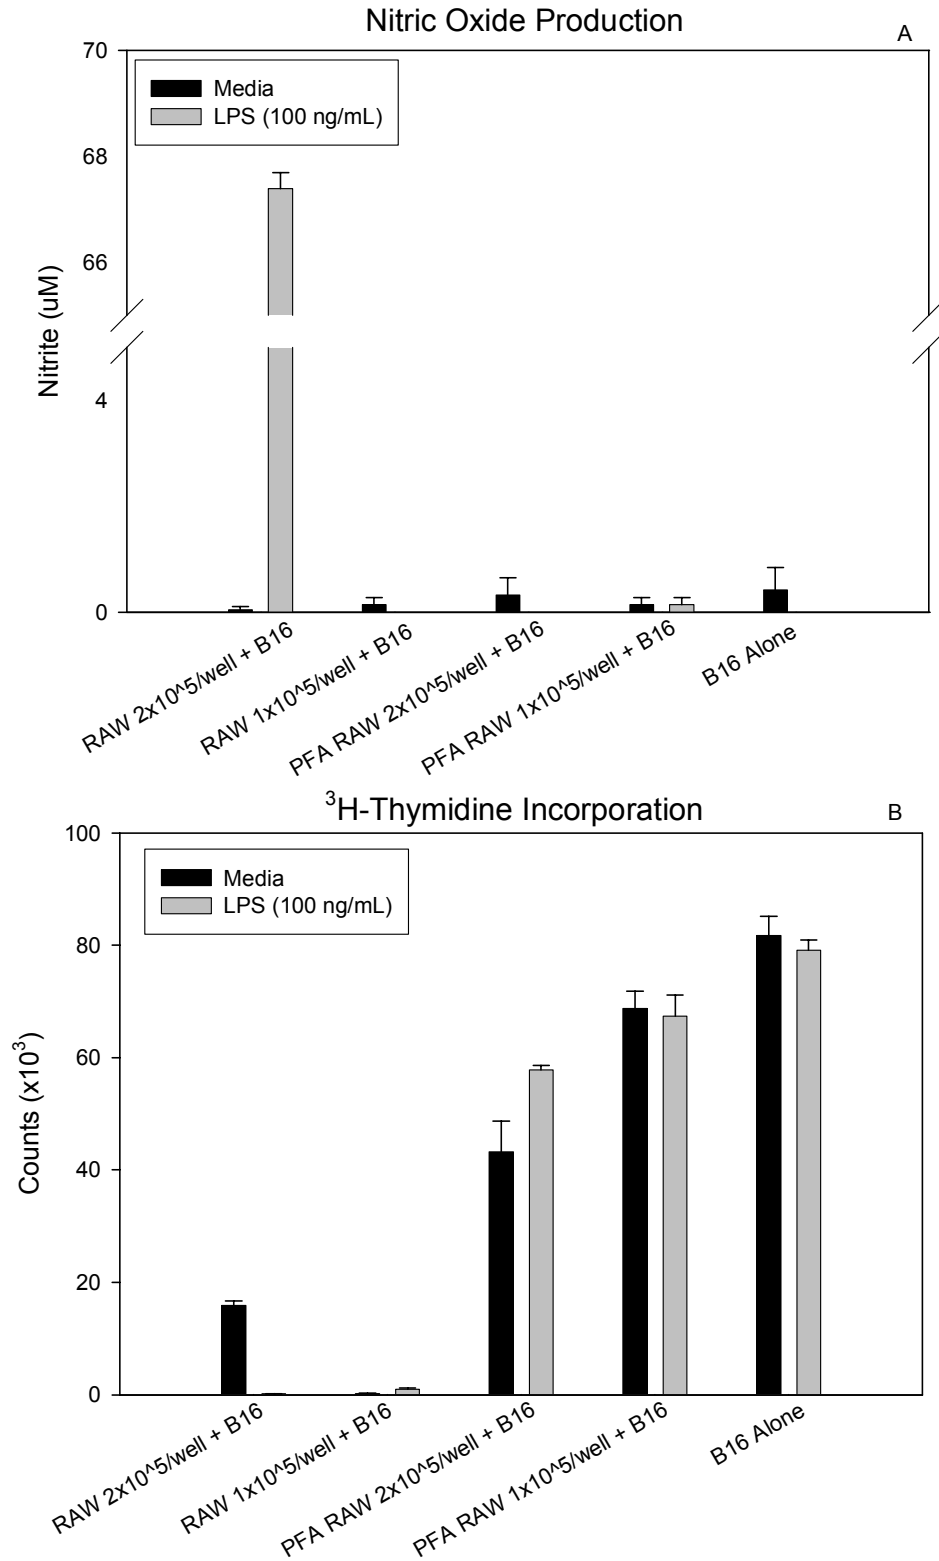 Nitric Oxide Production
A
70
Media
LPS (100 ng/mL)
68
66
Nitrite (uM)
4
0
RAW 2x10^5/well + B16
RAW 1x10^5/well + B16
PFA RAW 2x10^5/well + B16
PFA RAW 1x10^5/well + B16
B16 Alone
³H-Thymidine Incorporation
B
100
Media
LPS (100 ng/mL)
80
60
Counts (x10³)
40
20
0
RAW 2x10^5/well + B16
RAW 1x10^5/well + B16
PFA RAW 2x10^5/well + B16
PFA RAW 1x10^5/well + B16
B16 Alone